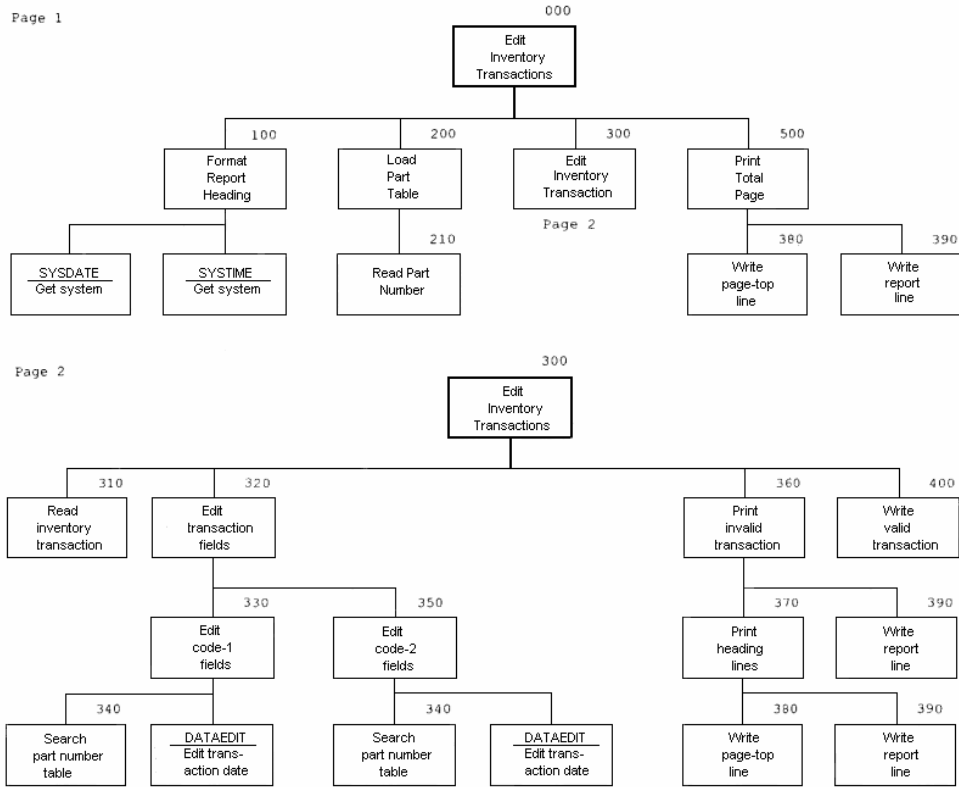 Page 1
000
Edit
Inventory
Transactions
100
200
300
500
Format
Report
Heading
Load
Part
Table
Edit
Inventory
Transaction
Print
Total
Page
Page 2
210
380
390
SYSDATE
Get system
SYSTIME
Get system
Read Part
Number
Write
page-top
line
Write
report
line
Page 2
300
Edit
Inventory
Transactions
310
320
360
400
Read
inventory
transaction
Edit
transaction
fields
Print
invalid
transaction
Write
valid
transaction
330
350
370
390
Edit
code-1
fields
Edit
code-2
fields
Print
heading
lines
Write
report
line
340
340
380
390
Search
part number
table
DATAEDIT
Edit trans-
action date
Search
part number
table
DATAEDIT
Edit trans-
action date
Write
page-top
line
Write
report
line